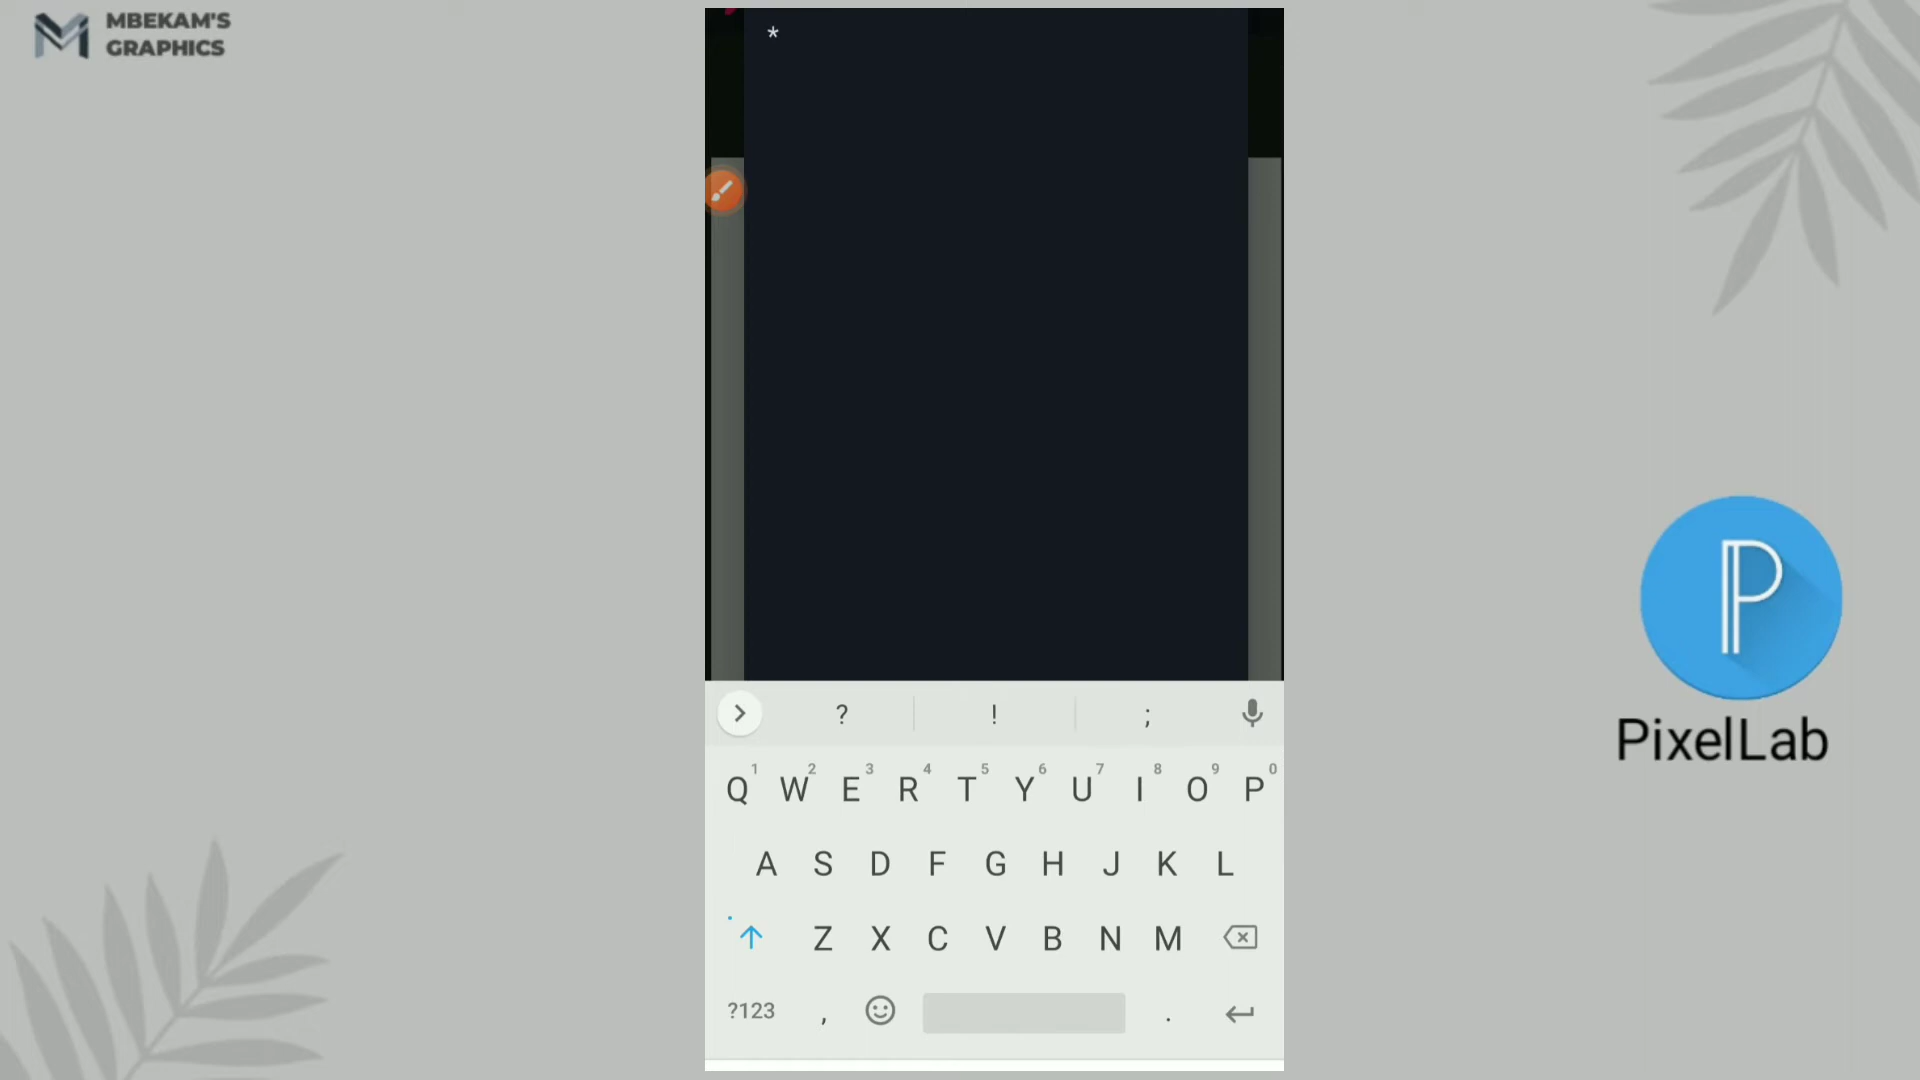 MBEKAM'S
GRAPHICS
*
? ! ;
1 2 3 4 5 6 7 8 9 0
Q W E R T Y U I O P
A S D F G H J K L
Z X C V B N M
?123 , .
P
PixelLab